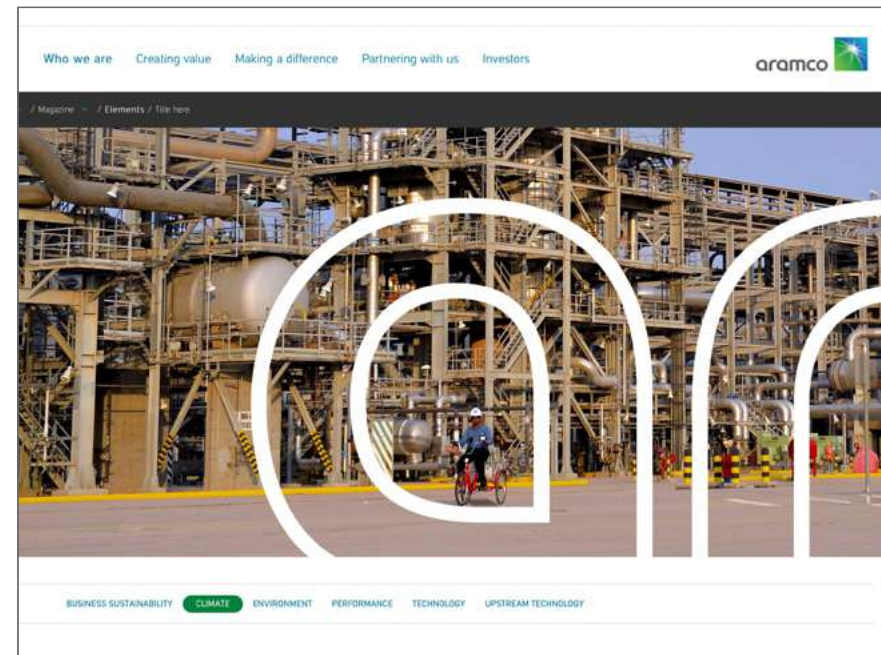 Who we are Creating value Making a difference Partnering with us Investors
aramco
/ Magazine / Elements / Title here
BUSINESS SUSTAINABILITY CLIMATE ENVIRONMENT PERFORMANCE TECHNOLOGY UPSTREAM TECHNOLOGY